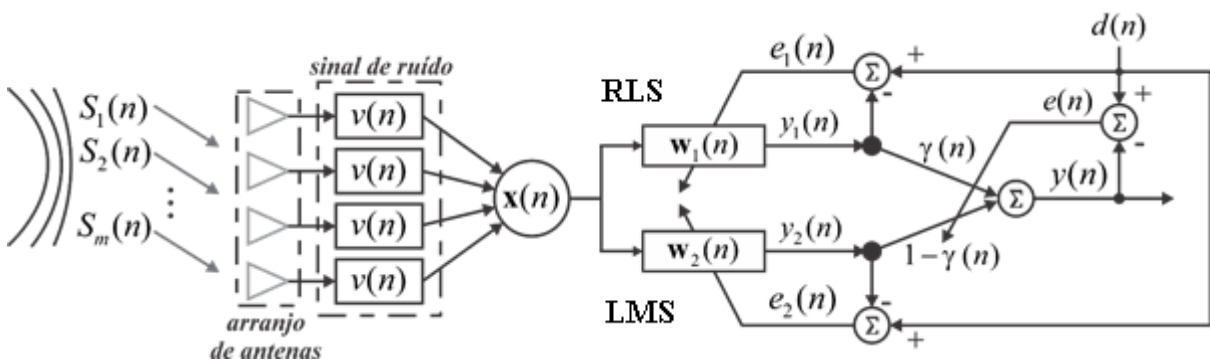 S₁(n)
S₂(n)
⋮
Sₘ(n)
arranjo
de antenas
sinal de ruído
v(n)
v(n)
v(n)
v(n)
x(n)
RLS
w₁(n)
y₁(n)
e₁(n)
Σ
+
-
d(n)
e(n)
Σ
+
-
γ(n)
Σ
y(n)
w₂(n)
y₂(n)
1−γ(n)
LMS
e₂(n)
Σ
-
+